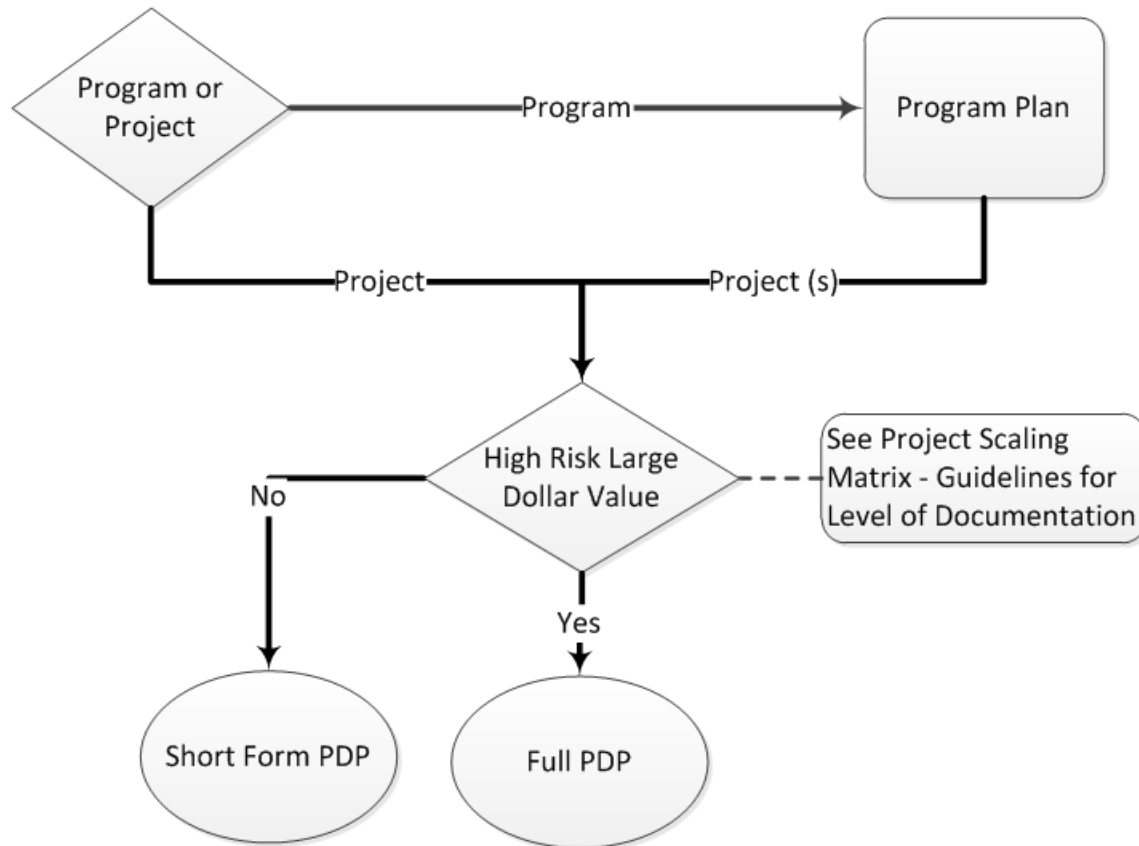 Program or
Project
Program
Program Plan
Project
Project (s)
High Risk Large
Dollar Value
See Project Scaling
Matrix - Guidelines for
Level of Documentation
No
Yes
Short Form PDP
Full PDP